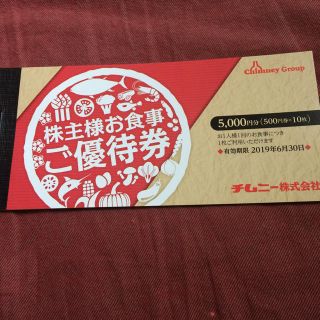 株主様お食事
ご優待券
Chimney Group
5,000円分(500円券×10枚)
お1人様1回のお食事につき
1枚ご利用いただけます
◆有効期限 2019年6月30日◆
チムニー株式会社